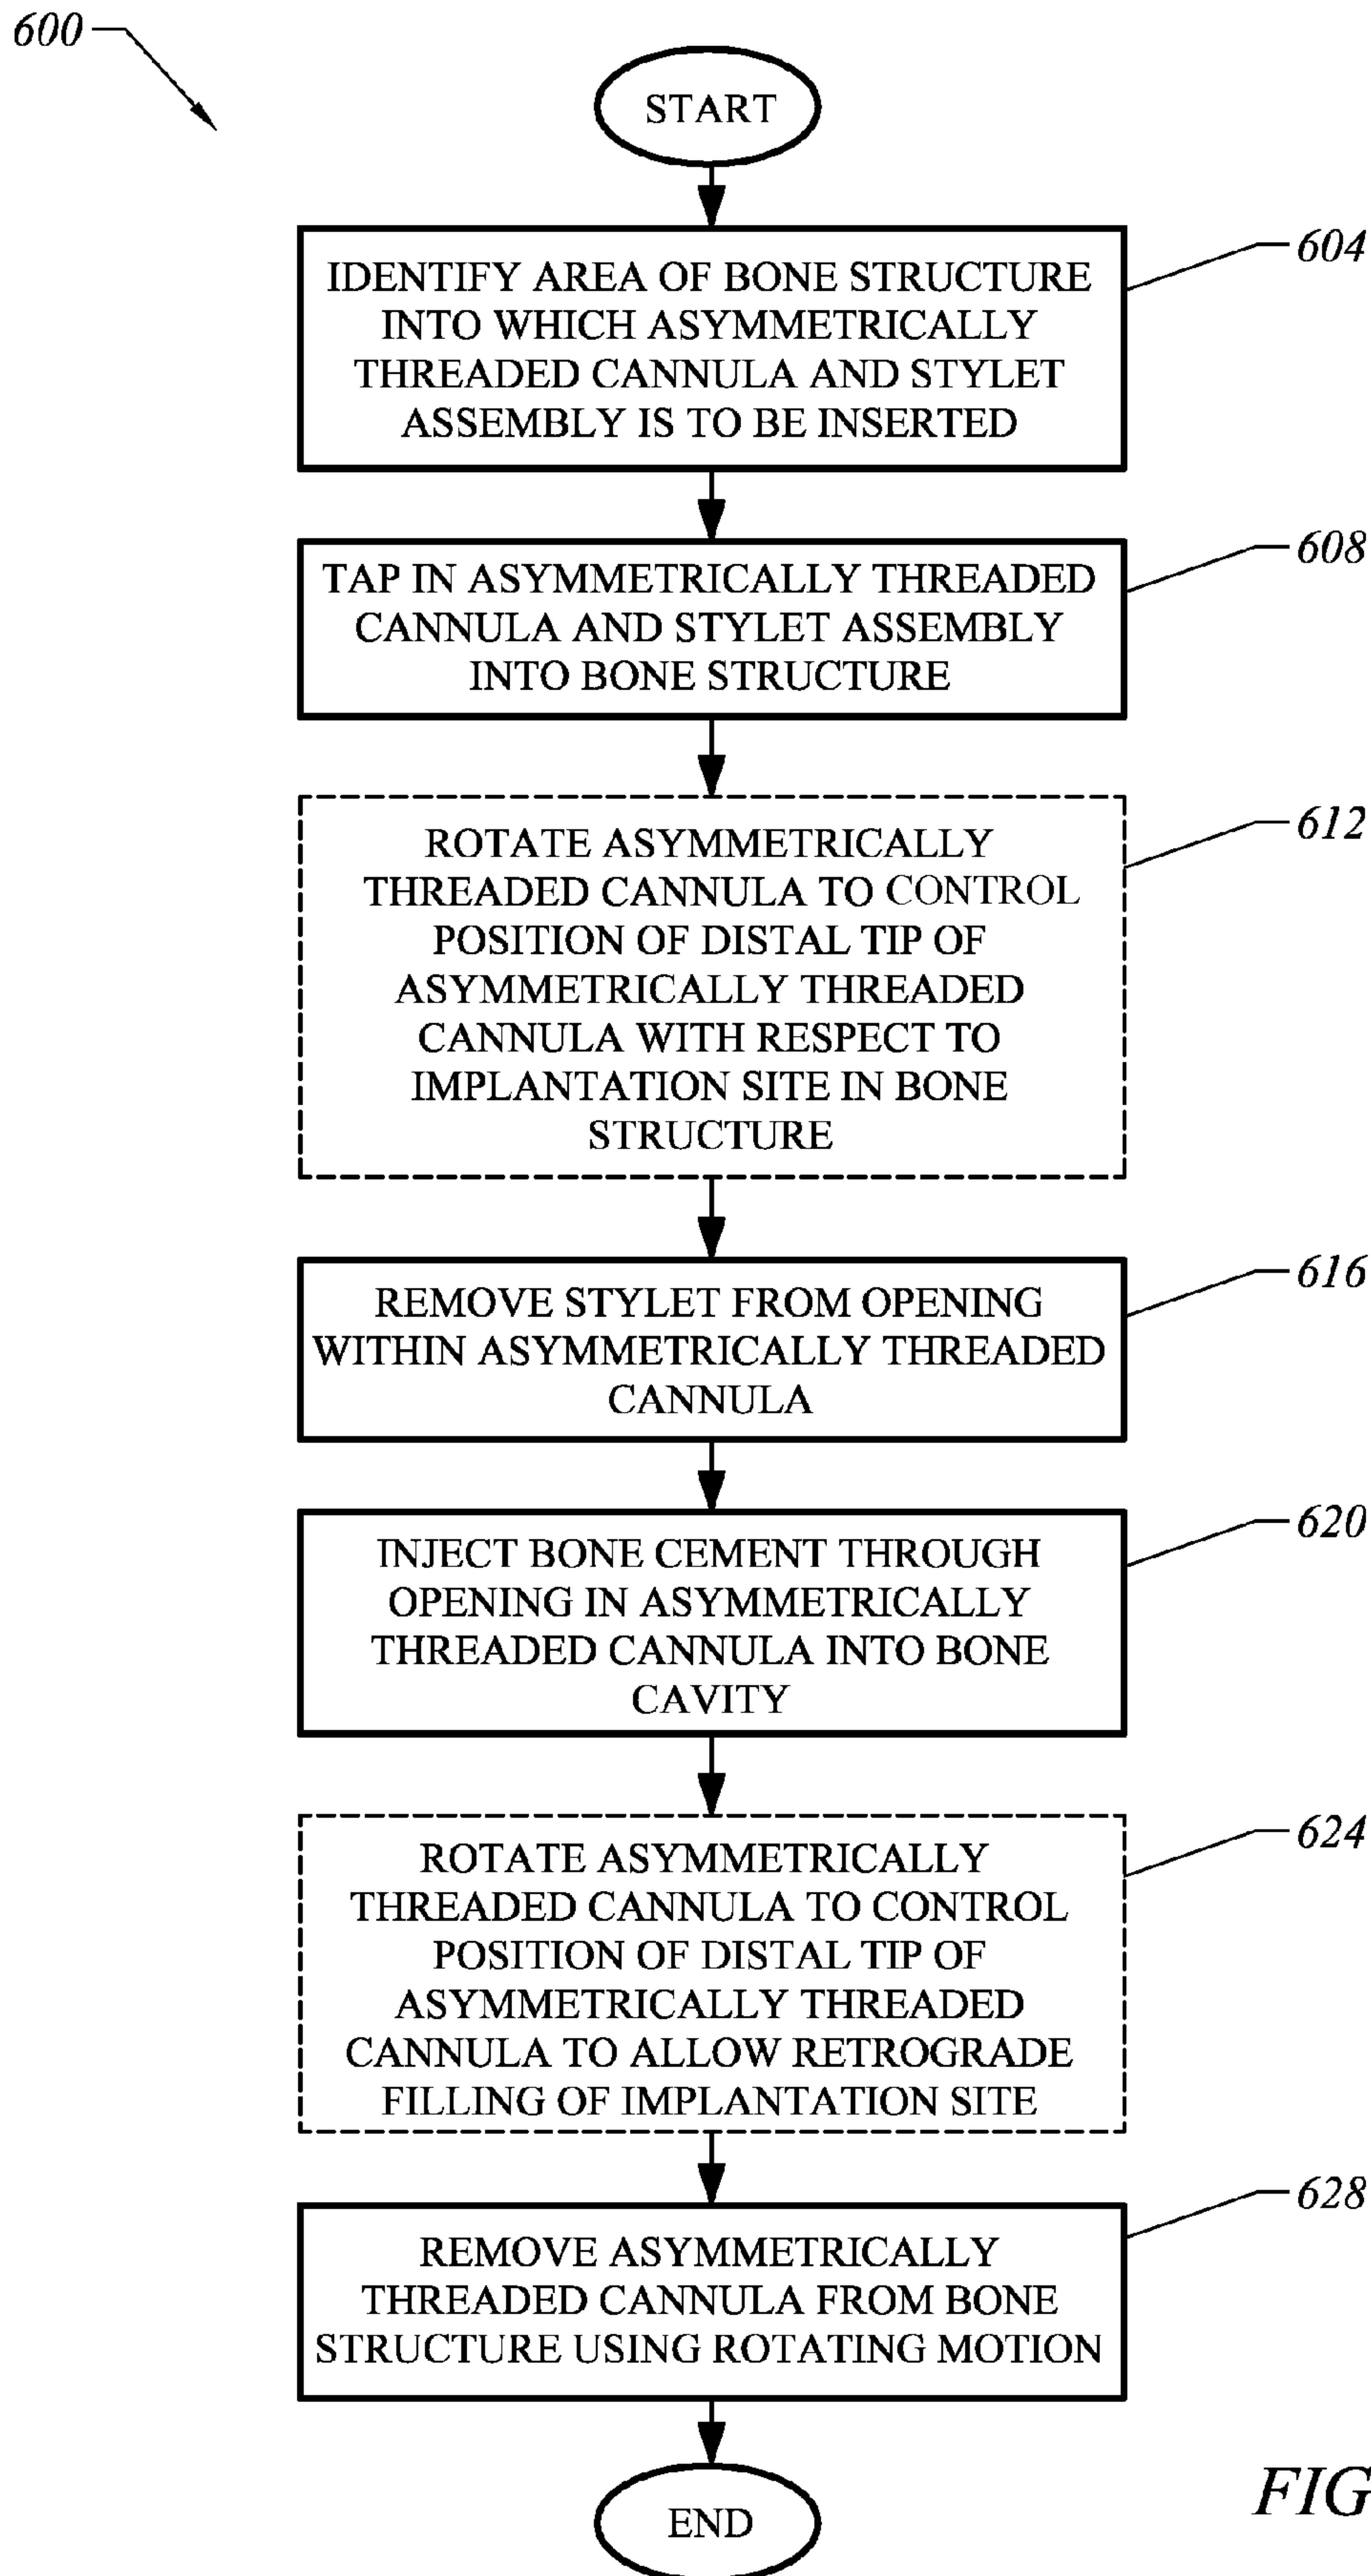 600
START
604
IDENTIFY AREA OF BONE STRUCTURE
INTO WHICH ASYMMETRICALLY
THREADED CANNULA AND STYLET
ASSEMBLY IS TO BE INSERTED
608
TAP IN ASYMMETRICALLY THREADED
CANNULA AND STYLET ASSEMBLY
INTO BONE STRUCTURE
612
ROTATE ASYMMETRICALLY
THREADED CANNULA TO CONTROL
POSITION OF DISTAL TIP OF
ASYMMETRICALLY THREADED
CANNULA WITH RESPECT TO
IMPLANTATION SITE IN BONE
STRUCTURE
616
REMOVE STYLET FROM OPENING
WITHIN ASYMMETRICALLY THREADED
CANNULA
620
INJECT BONE CEMENT THROUGH
OPENING IN ASYMMETRICALLY
THREADED CANNULA INTO BONE
CAVITY
624
ROTATE ASYMMETRICALLY
THREADED CANNULA TO CONTROL
POSITION OF DISTAL TIP OF
ASYMMETRICALLY THREADED
CANNULA TO ALLOW RETROGRADE
FILLING OF IMPLANTATION SITE
628
REMOVE ASYMMETRICALLY
THREADED CANNULA FROM BONE
STRUCTURE USING ROTATING MOTION
END
FIG